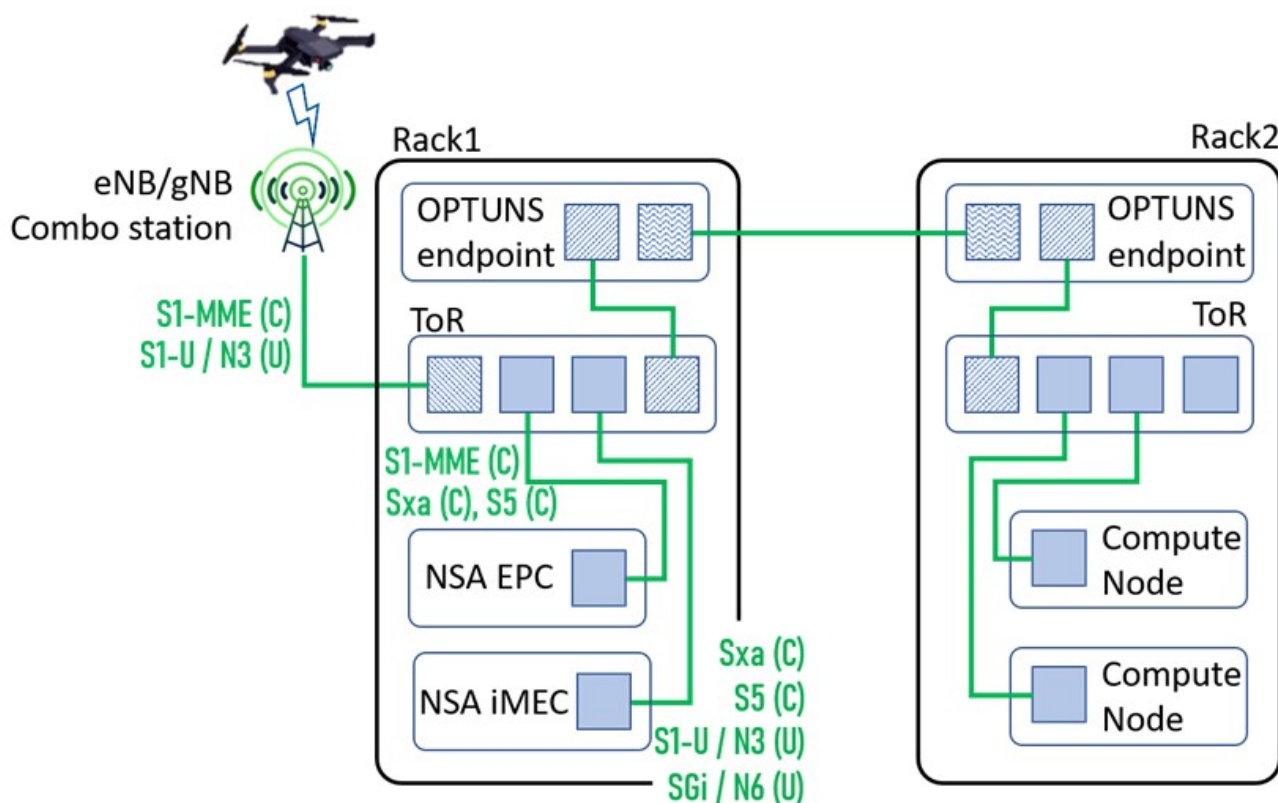 Rack1
Rack2
eNB/gNB
Combo station
OPTUNS
endpoint
OPTUNS
endpoint
S1-MME (C)
S1-U / N3 (U)
ToR
ToR
S1-MME (C)
Sxa (C), S5 (C)
NSA EPC
Compute
Node
NSA iMEC
Compute
Node
Sxa (C)
S5 (C)
S1-U / N3 (U)
SGi / N6 (U)